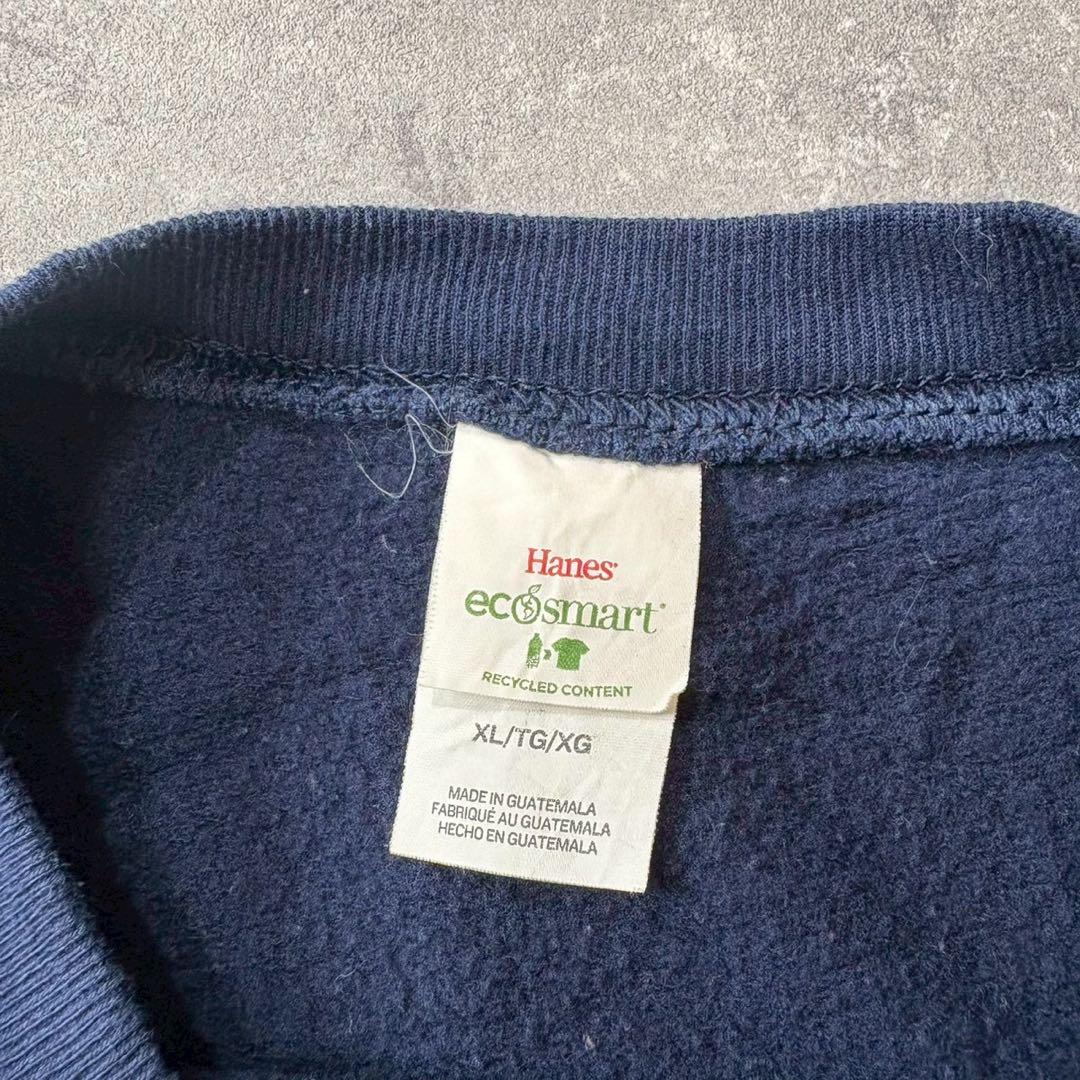 Hanes
ecosmart
RECYCLED CONTENT
XL/TG/XG
MADE IN GUATEMALA
FABRIQUÉ AU GUATEMALA
HECHO EN GUATEMALA